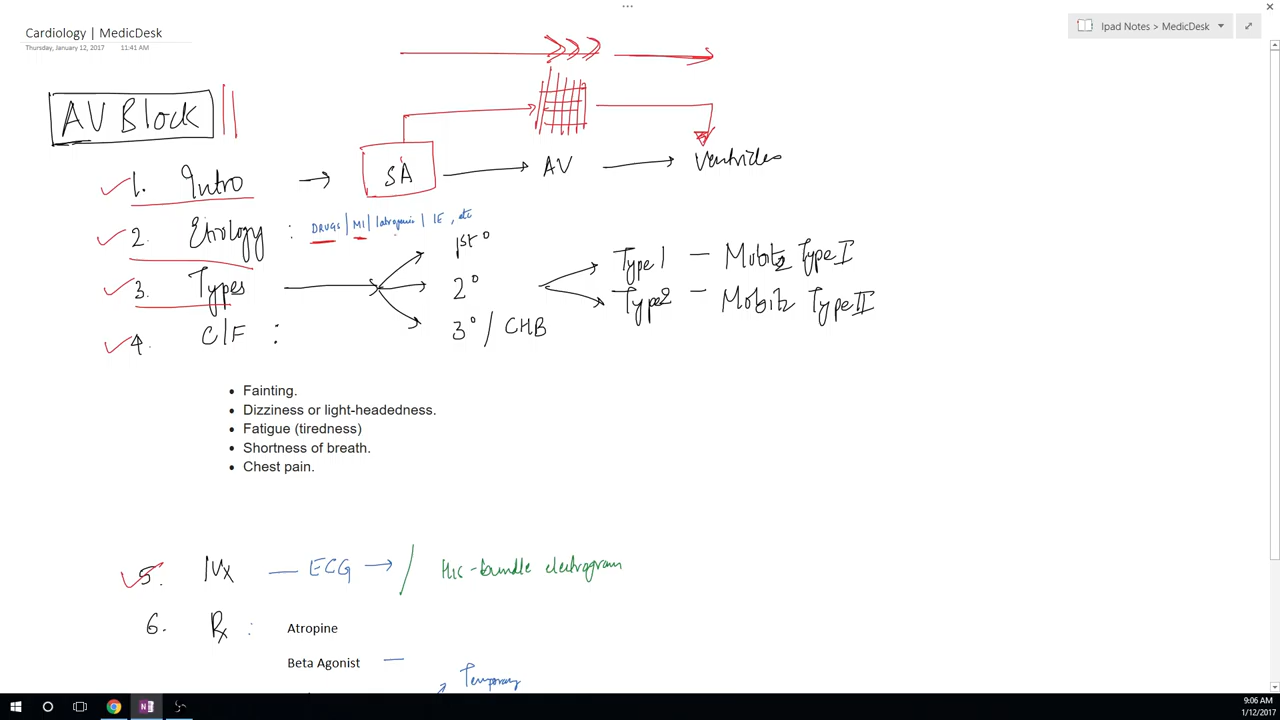 Cardiology | MedicDesk
Thursday, January 12, 2017 11:41 AM
Ipad Notes > MedicDesk
AV Block
1. Intro → SA → AV → Ventricles
2. Etiology : DRUGS | MI | Iatrogenic | IE, etc
3. Types
1st°
2°
3° / CHB
Type 1 — Mobitz Type I
Type 2 — Mobitz Type II
4. C/F :
• Fainting.
• Dizziness or light-headedness.
• Fatigue (tiredness)
• Shortness of breath.
• Chest pain.
5. IVx — ECG → / His-bundle electrogram
6. Rx : Atropine
Beta Agonist —
Temporary
9:06 AM
1/12/2017